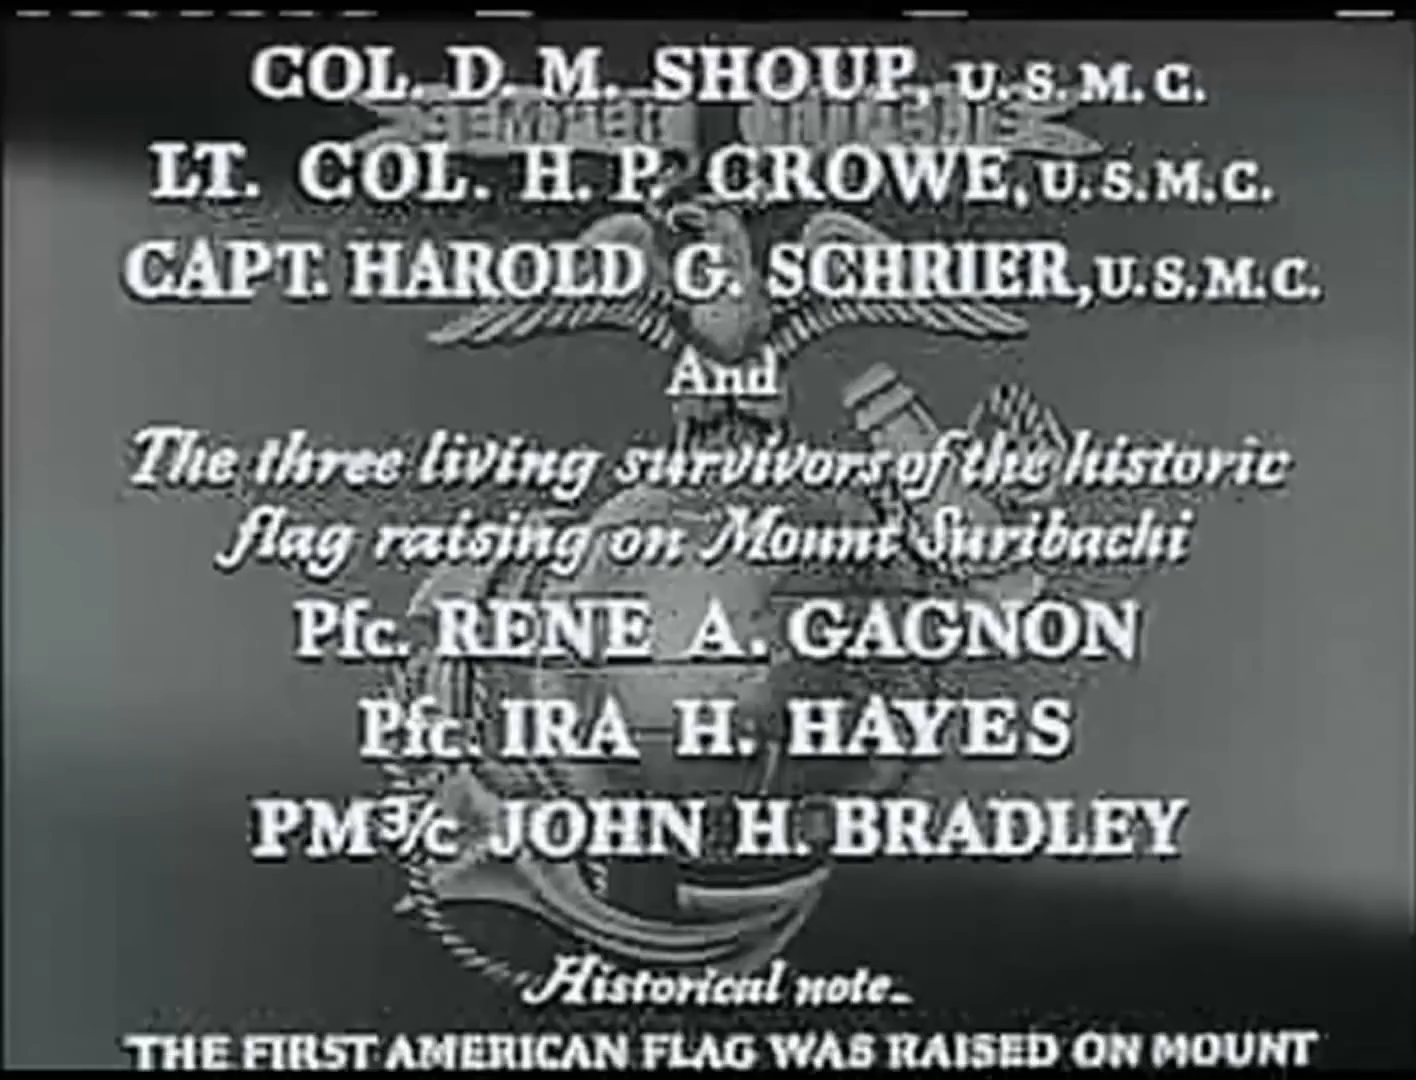 COL. D. M. SHOUP, U.S.M.C.
LT. COL. H. P. CROWE, U.S.M.C.
CAPT. HAROLD G. SCHRIER, U.S.M.C.
And
The three living survivors of the historic
flag raising on Mount Suribachi
Pfc. RENE A. GAGNON
Pfc. IRA H. HAYES
PM3/c JOHN H. BRADLEY
Historical note_
THE FIRST AMERICAN FLAG WAS RAISED ON MOUNT